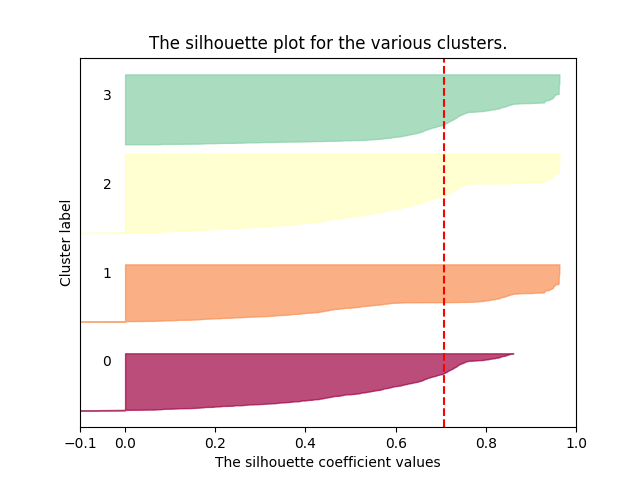 The silhouette plot for the various clusters.
3
2
1
0
Cluster label
−0.1 0.0 0.2 0.4 0.6 0.8 1.0
The silhouette coefficient values